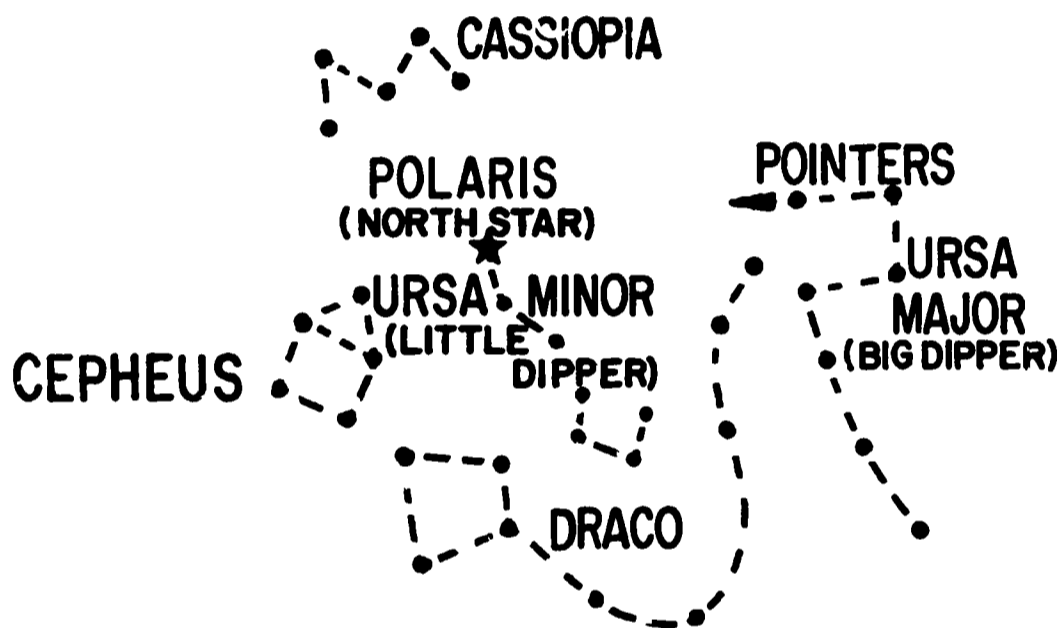 CASSIOPIA
POLARIS
(NORTH STAR)
POINTERS
URSA MINOR
(LITTLE
DIPPER)
URSA
MAJOR
(BIG DIPPER)
CEPHEUS
DRACO